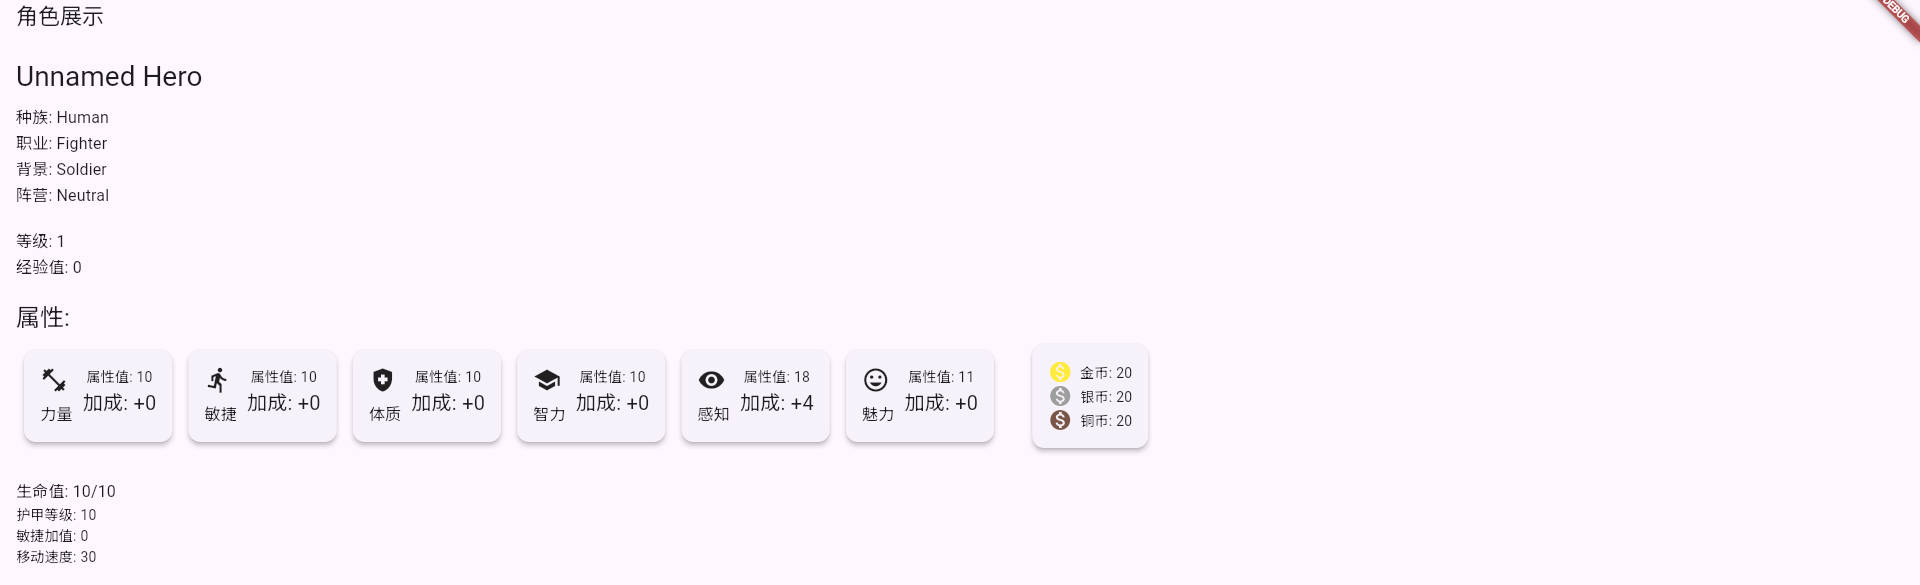 角色展示
DEBUG
Unnamed Hero
种族: Human
职业: Fighter
背景: Soldier
阵营: Neutral
等级: 1
经验值: 0
属性:
力量
属性值: 10
加成: +0
敏捷
属性值: 10
加成: +0
体质
属性值: 10
加成: +0
智力
属性值: 10
加成: +0
感知
属性值: 18
加成: +4
魅力
属性值: 11
加成: +0
金币: 20
银币: 20
铜币: 20
生命值: 10/10
护甲等级: 10
敏捷加值: 0
移动速度: 30